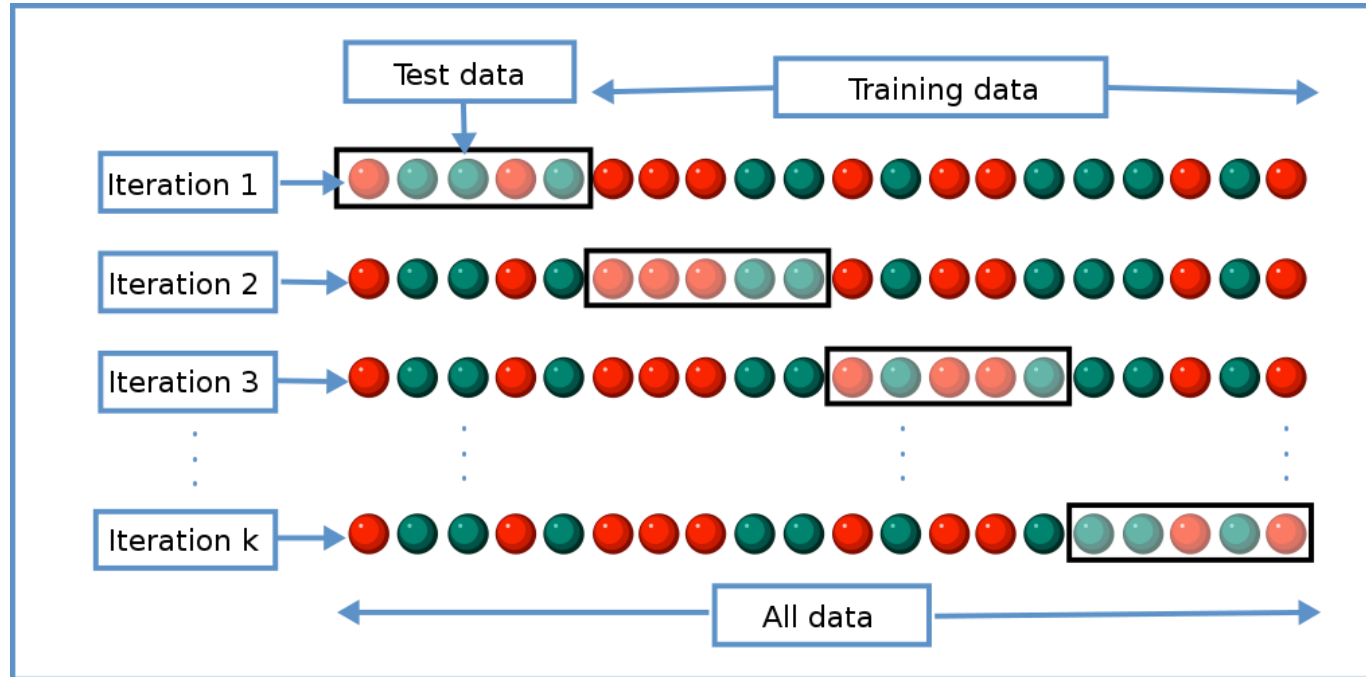 Test data
Training data
Iteration 1
Iteration 2
Iteration 3
Iteration k
All data